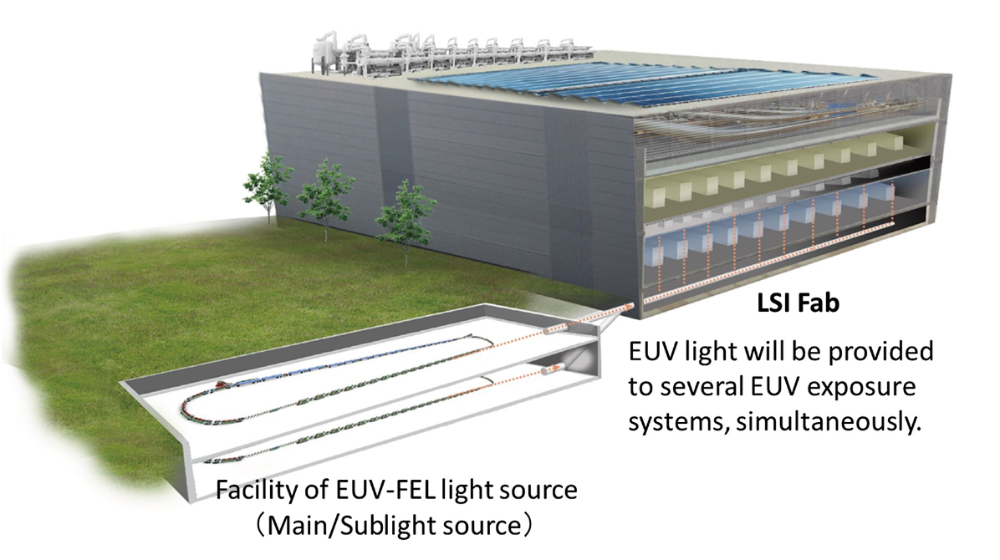 LSI Fab
EUV light will be provided
to several EUV exposure
systems, simultaneously.
Facility of EUV-FEL light source
（Main/Sublight source）